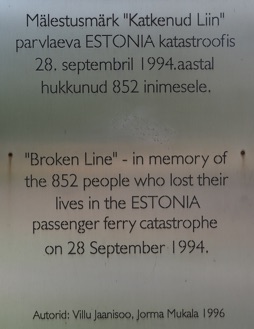 Mälestusmärk "Katkenud Liin"
parvlaeva ESTONIA katastroofis
28. septembril 1994.aastal
hukkunud 852 inimesele.
"Broken Line" - in memory of
the 852 people who lost their
lives in the ESTONIA
passenger ferry catastrophe
on 28 September 1994.
Autorid: Villu Jaanisoo, Jorma Mukala 1996